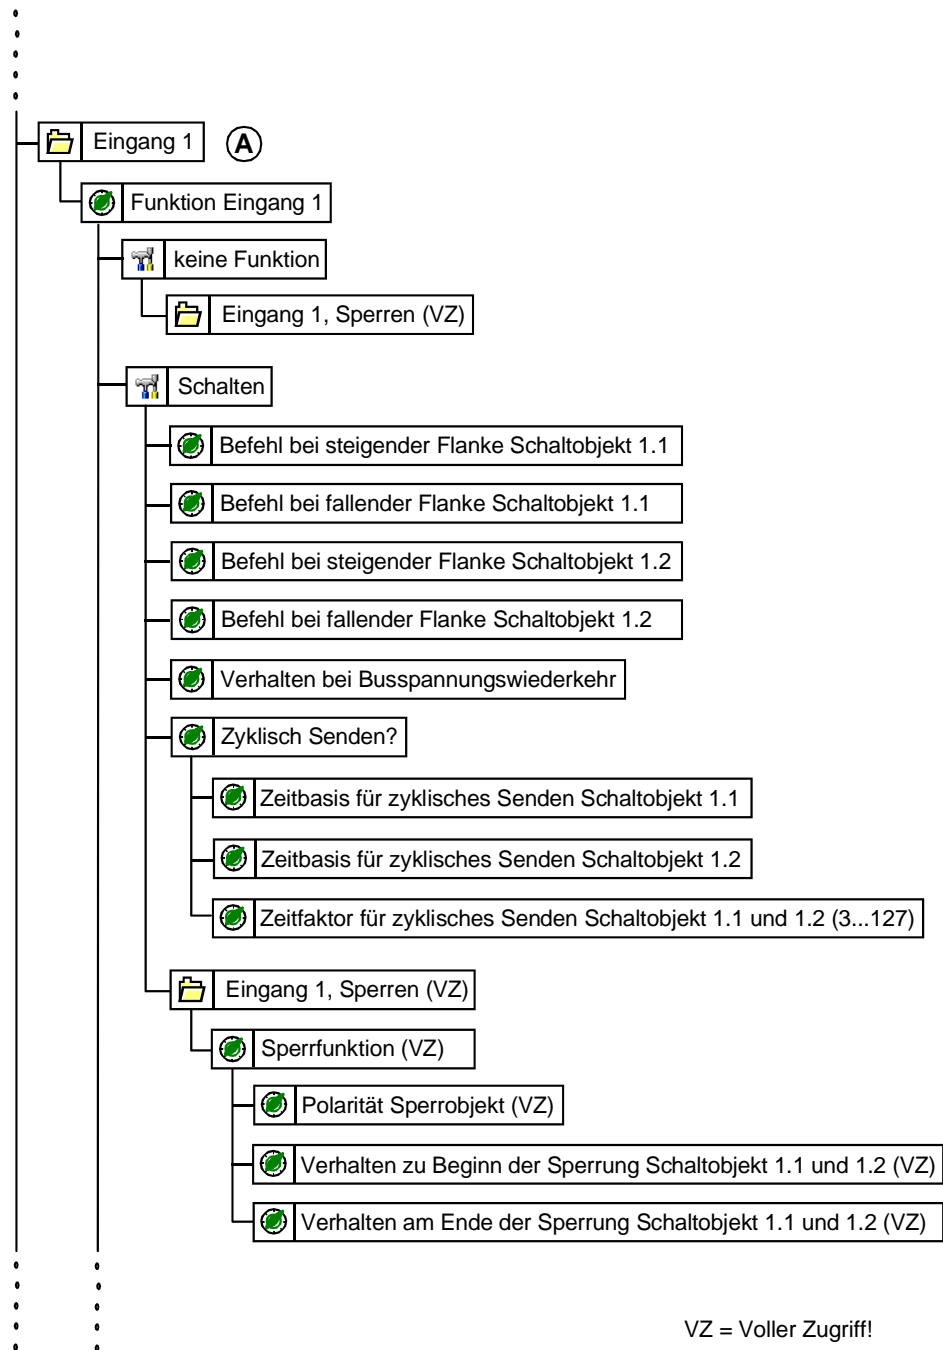 Eingang 1
A
Funktion Eingang 1
keine Funktion
Eingang 1, Sperren (VZ)
Schalten
Befehl bei steigender Flanke Schaltobjekt 1.1
Befehl bei fallender Flanke Schaltobjekt 1.1
Befehl bei steigender Flanke Schaltobjekt 1.2
Befehl bei fallender Flanke Schaltobjekt 1.2
Verhalten bei Busspannungswiederkehr
Zyklisch Senden?
Zeitbasis für zyklisches Senden Schaltobjekt 1.1
Zeitbasis für zyklisches Senden Schaltobjekt 1.2
Zeitfaktor für zyklisches Senden Schaltobjekt 1.1 und 1.2 (3...127)
Eingang 1, Sperren (VZ)
Sperrfunktion (VZ)
Polarität Sperrobjekt (VZ)
Verhalten zu Beginn der Sperrung Schaltobjekt 1.1 und 1.2 (VZ)
Verhalten am Ende der Sperrung Schaltobjekt 1.1 und 1.2 (VZ)
VZ = Voller Zugriff!